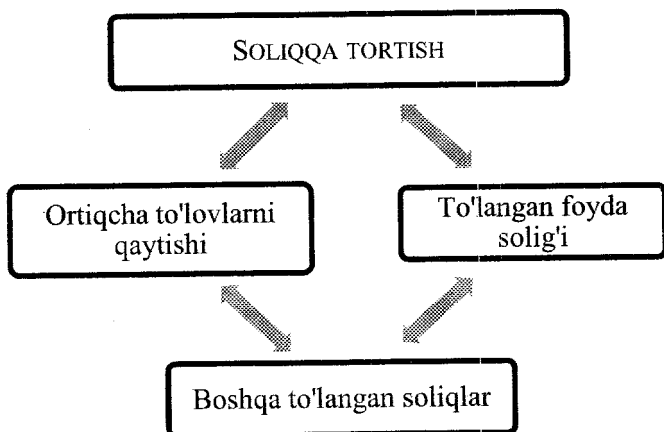 SOLIQQA TORTISH
Ortiqcha to'lovlarni
qaytishi
To'langan foyda
solig'i
Boshqa to'langan soliqlar